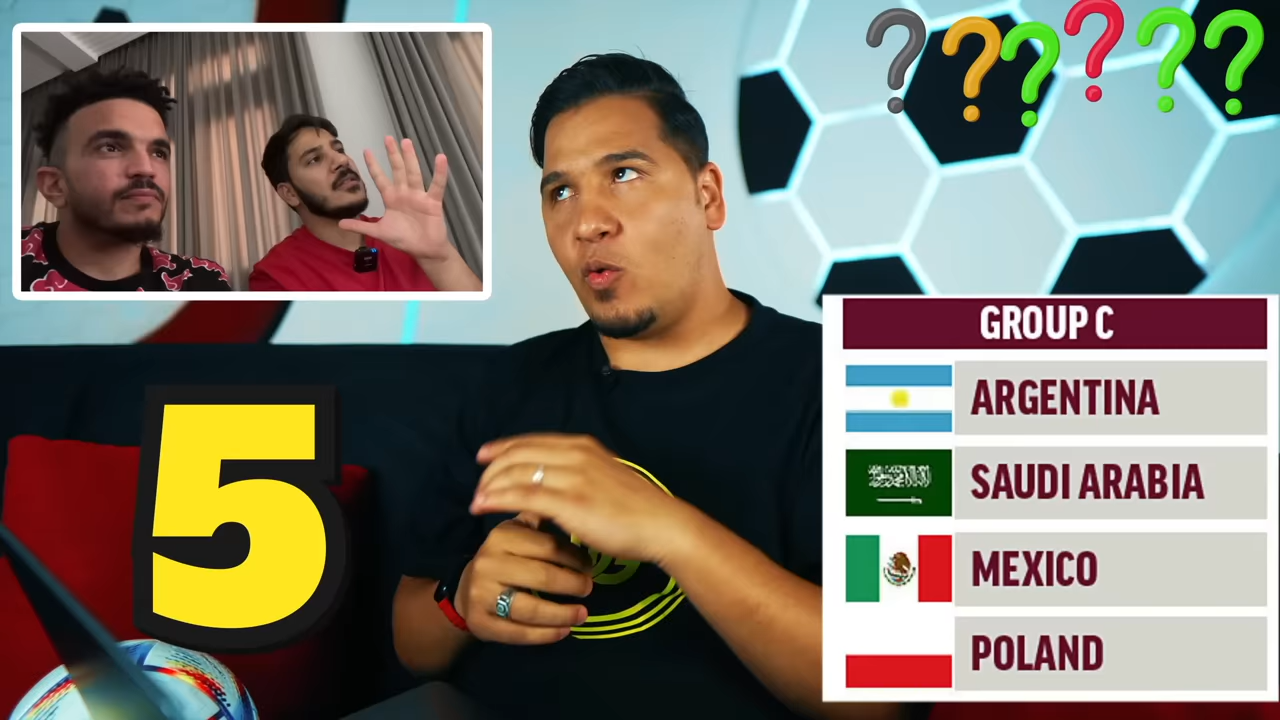 ? ? ? ? ? ?
GROUP C
ARGENTINA
SAUDI ARABIA
MEXICO
POLAND
5